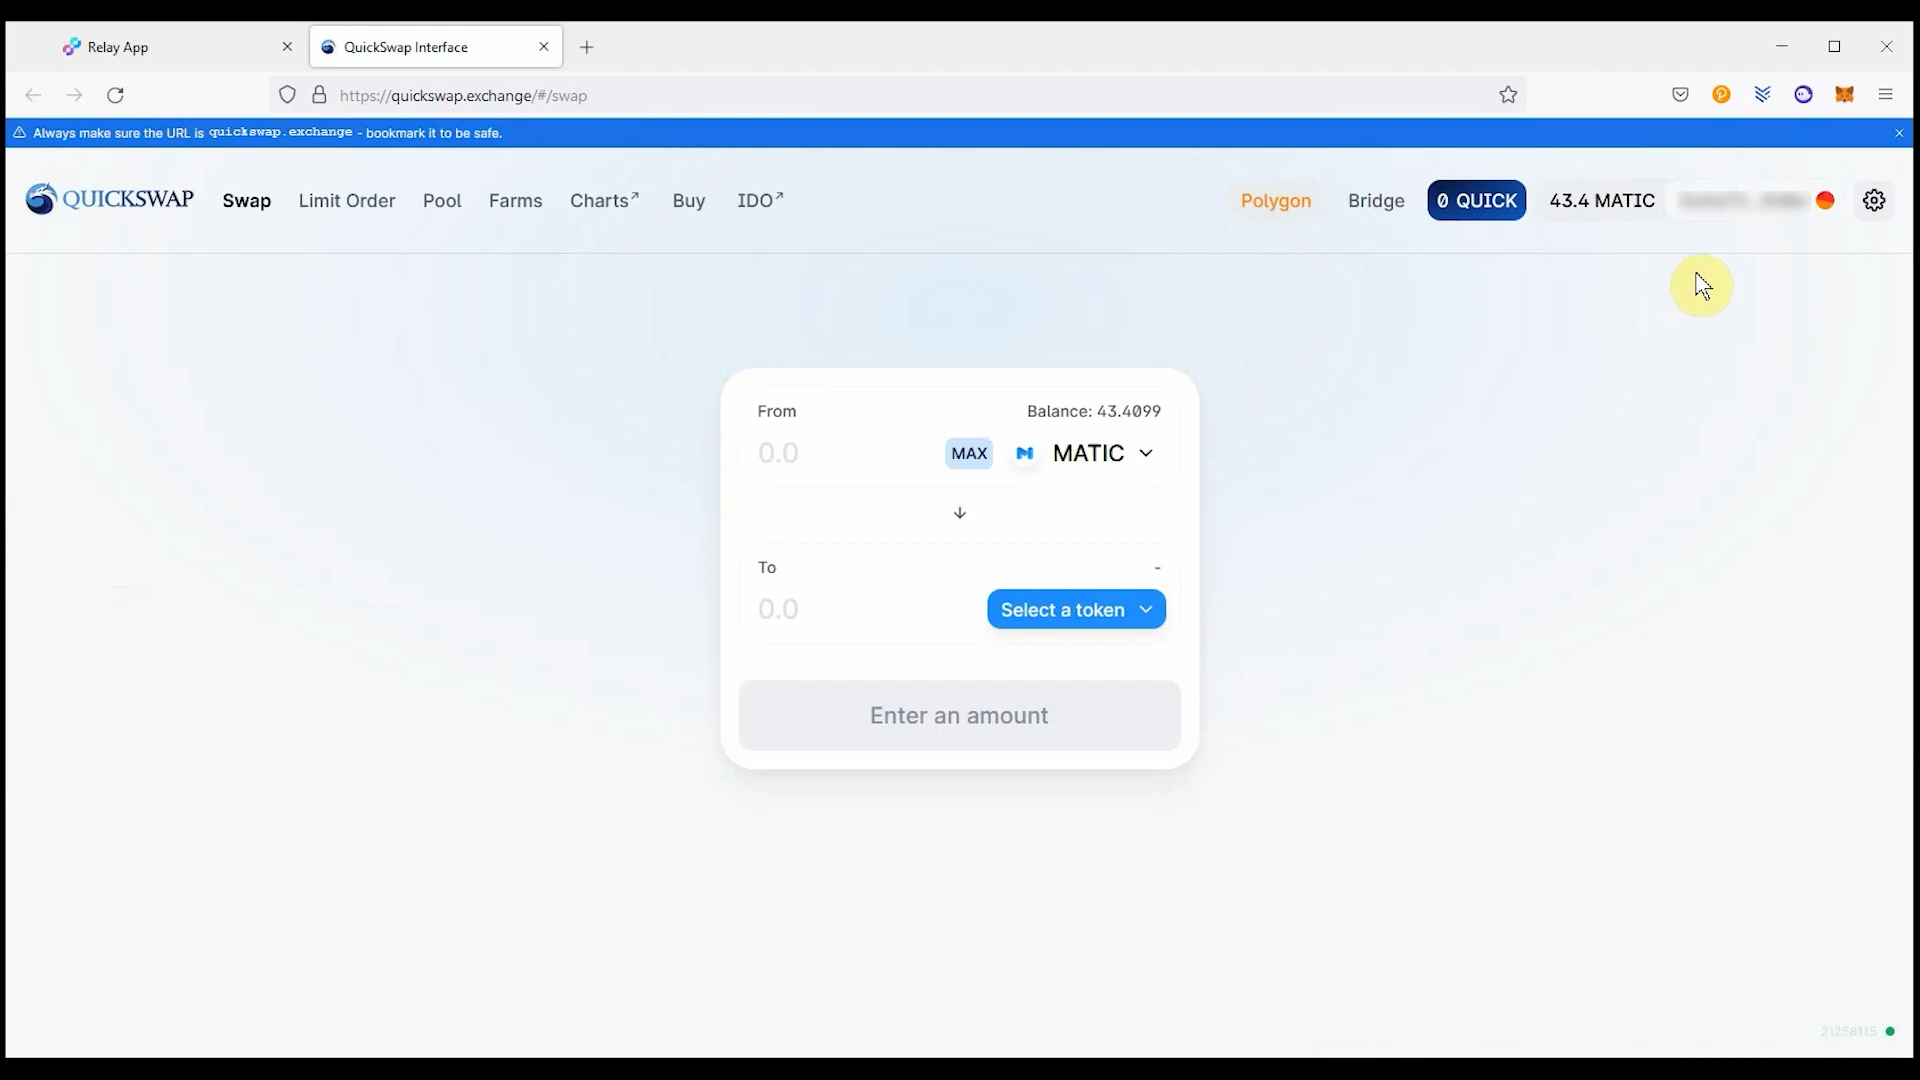 Relay App
QuickSwap Interface
https://quickswap.exchange/#/swap
Always make sure the URL is quickswap.exchange - bookmark it to be safe.
QUICKSWAP Swap Limit Order Pool Farms Charts↗ Buy IDO↗ Polygon Bridge 0 QUICK 43.4 MATIC
From Balance: 43.4099
0.0 MAX MATIC
To -
0.0 Select a token
Enter an amount
21258115